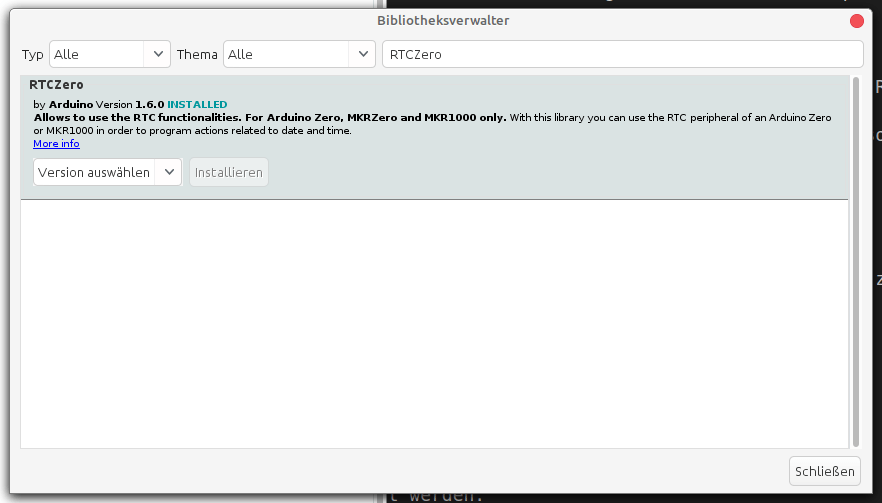 Bibliotheksverwalter
Typ Alle Thema Alle RTCZero
RTCZero
by Arduino Version 1.6.0 INSTALLED
Allows to use the RTC functionalities. For Arduino Zero, MKRZero and MKR1000 only. With this library you can use the RTC peripheral of an Arduino Zero
or MKR1000 in order to program actions related to date and time.
More info
Version auswählen Installieren
Schließen
t werden.